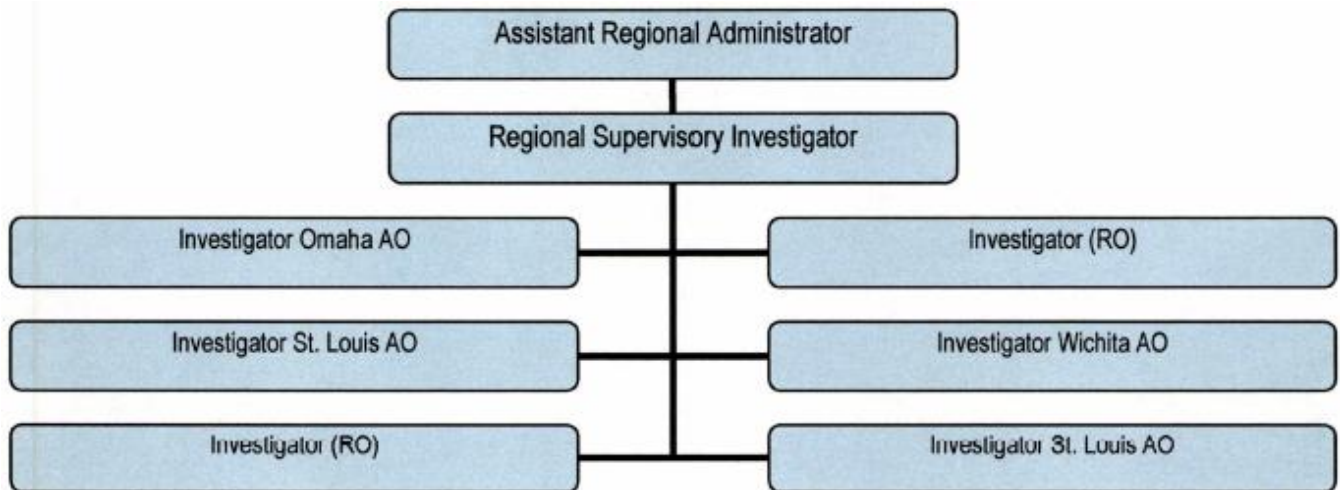 Assistant Regional Administrator
Regional Supervisory Investigator
Investigator Omaha AO
Investigator (RO)
Investigator St. Louis AO
Investigator Wichita AO
Investigator (RO)
Investigator St. Louis AO